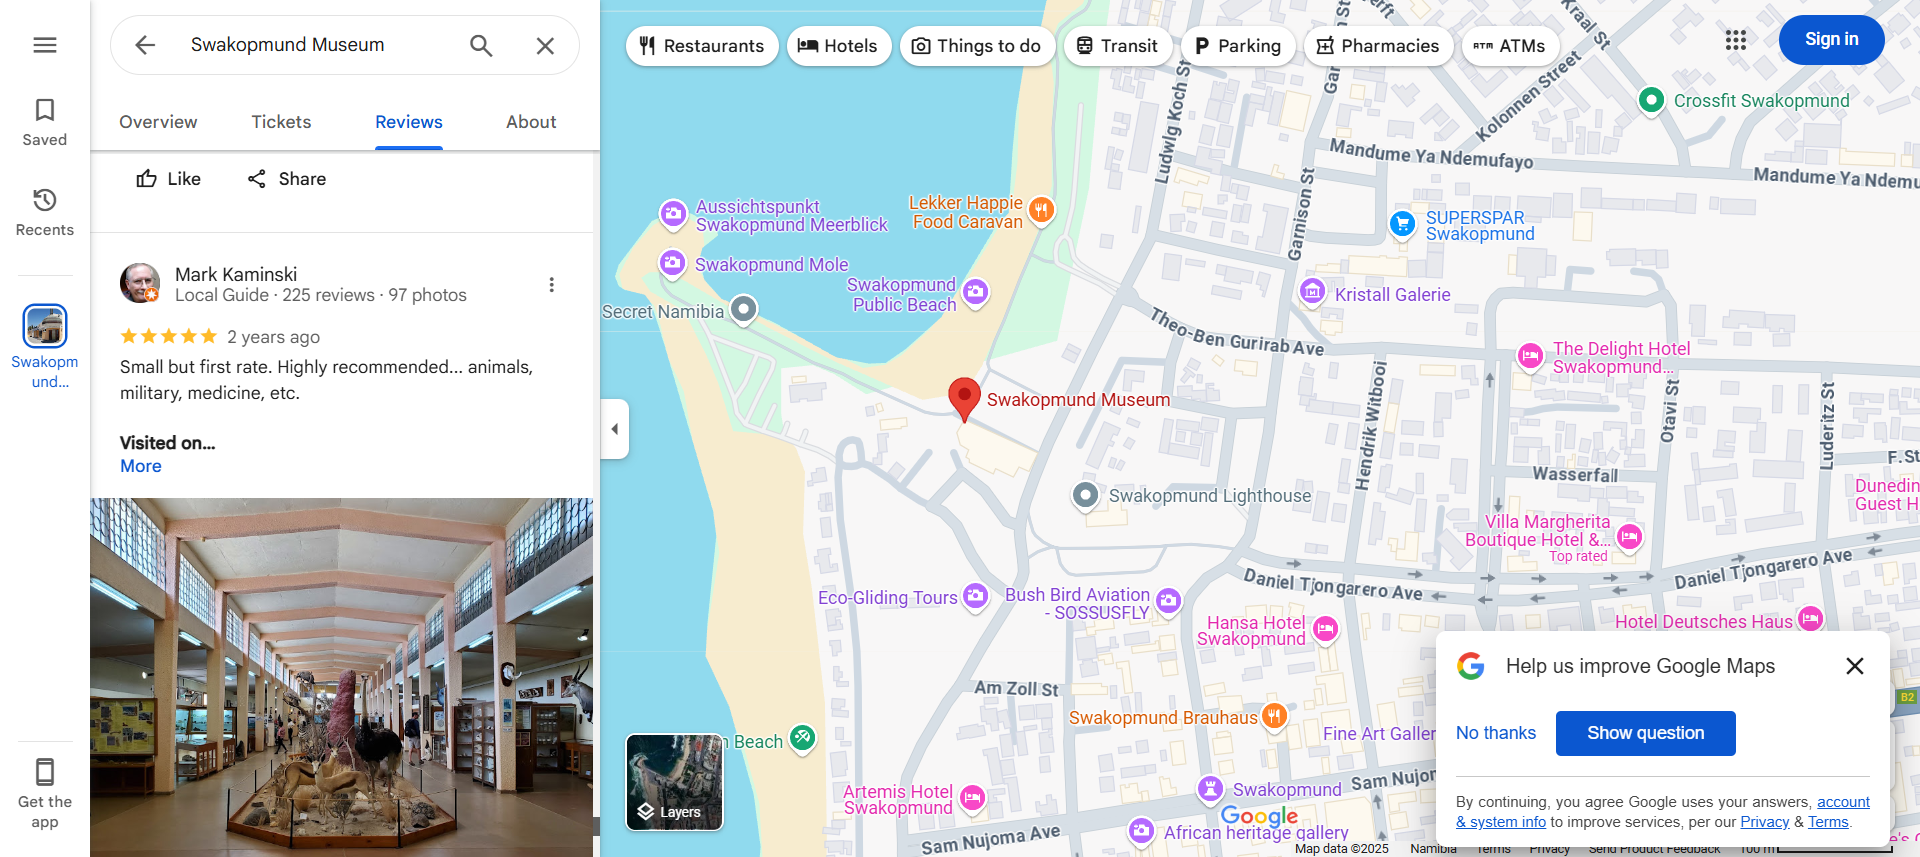 Swakopmund Museum
Saved
Recents
Swakopm
und...
Get the
app
Overview
Tickets
Reviews
About
Like
Share
Mark Kaminski
Local Guide · 225 reviews · 97 photos
2 years ago
Small but first rate. Highly recommended... animals,
military, medicine, etc.
Visited on...
More
Restaurants
Hotels
Things to do
Transit
Parking
Pharmacies
ATM
ATMs
Sign in
Kraal St
Kolonnen Street
Crossfit Swakopmund
Ludwig Koch St
Garnison St
Mandume Ya Ndemufayo
Mandume Ya Ndemu
Aussichtspunkt
Swakopmund Meerblick
Lekker Happie
Food Caravan
SUPERSPAR
Swakopmund
Swakopmund Mole
Swakopmund
Public Beach
Kristall Galerie
Secret Namibia
Theo-Ben Gurirab Ave
The Delight Hotel
Swakopmund...
Swakopmund Museum
Hendrik Witbooi
Otavi St
Luderitz St
F.St
Wasserfall
Swakopmund Lighthouse
Dunedin
Guest H
Villa Margherita
Boutique Hotel &...
Top rated
Daniel Tjongarero Ave
Daniel Tjongarero Ave
Eco-Gliding Tours
Bush Bird Aviation
- SOSSUSFLY
Hansa Hotel
Swakopmund
Hotel Deutsches Haus
Am Zoll St
Swakopmund Brauhaus
Fine Art Galler
n Beach
Artemis Hotel
Swakopmund
Swakopmund
Sam Nujom
Sam Nujoma Ave
African heritage gallery
B2
Layers
Google
Help us improve Google Maps
No thanks
Show question
By continuing, you agree Google uses your answers, account
& system info to improve services, per our Privacy & Terms.
Map data ©2025
Namibia
Terms
Privacy
Send Product Feedback
100 m